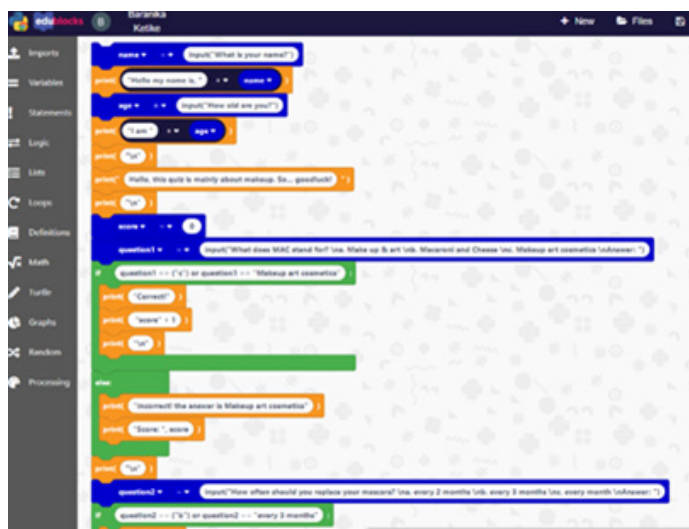 edublocks B Baranika Ketike + New Files
Imports
Variables
Statements
Logic
Lists
Loops
Definitions
Math
Turtle
Graphs
Random
Processing
name = input("What is your name?")
print( "Hello my name is, " + name )
age = input("How old are you?")
print( "I am " + age )
print( "\n" )
print(" Hello, this quiz is mainly about makeup. So... goodluck! ")
print( "\n" )
score = 0
question1 = input("What does MAC stand for? \na. Make up & art \nb. Macaroni and Cheese \nc. Makeup art cosmetics \nAnswer: ")
if question1 == ("c") or question1 == "Makeup art cosmetics" :
print( "Correct!" )
print( "score" + 1 )
print( "\n" )
else:
print( "Incorrect! the answer is Makeup art cosmetics" )
print( "Score: ", score )
print( "\n" )
question2 = input("How often should you replace your mascara? \na. every 2 months \nb. every 3 months \nc. every month \nAnswer: ")
if question2 == ("b") or question2 == "every 3 months" :